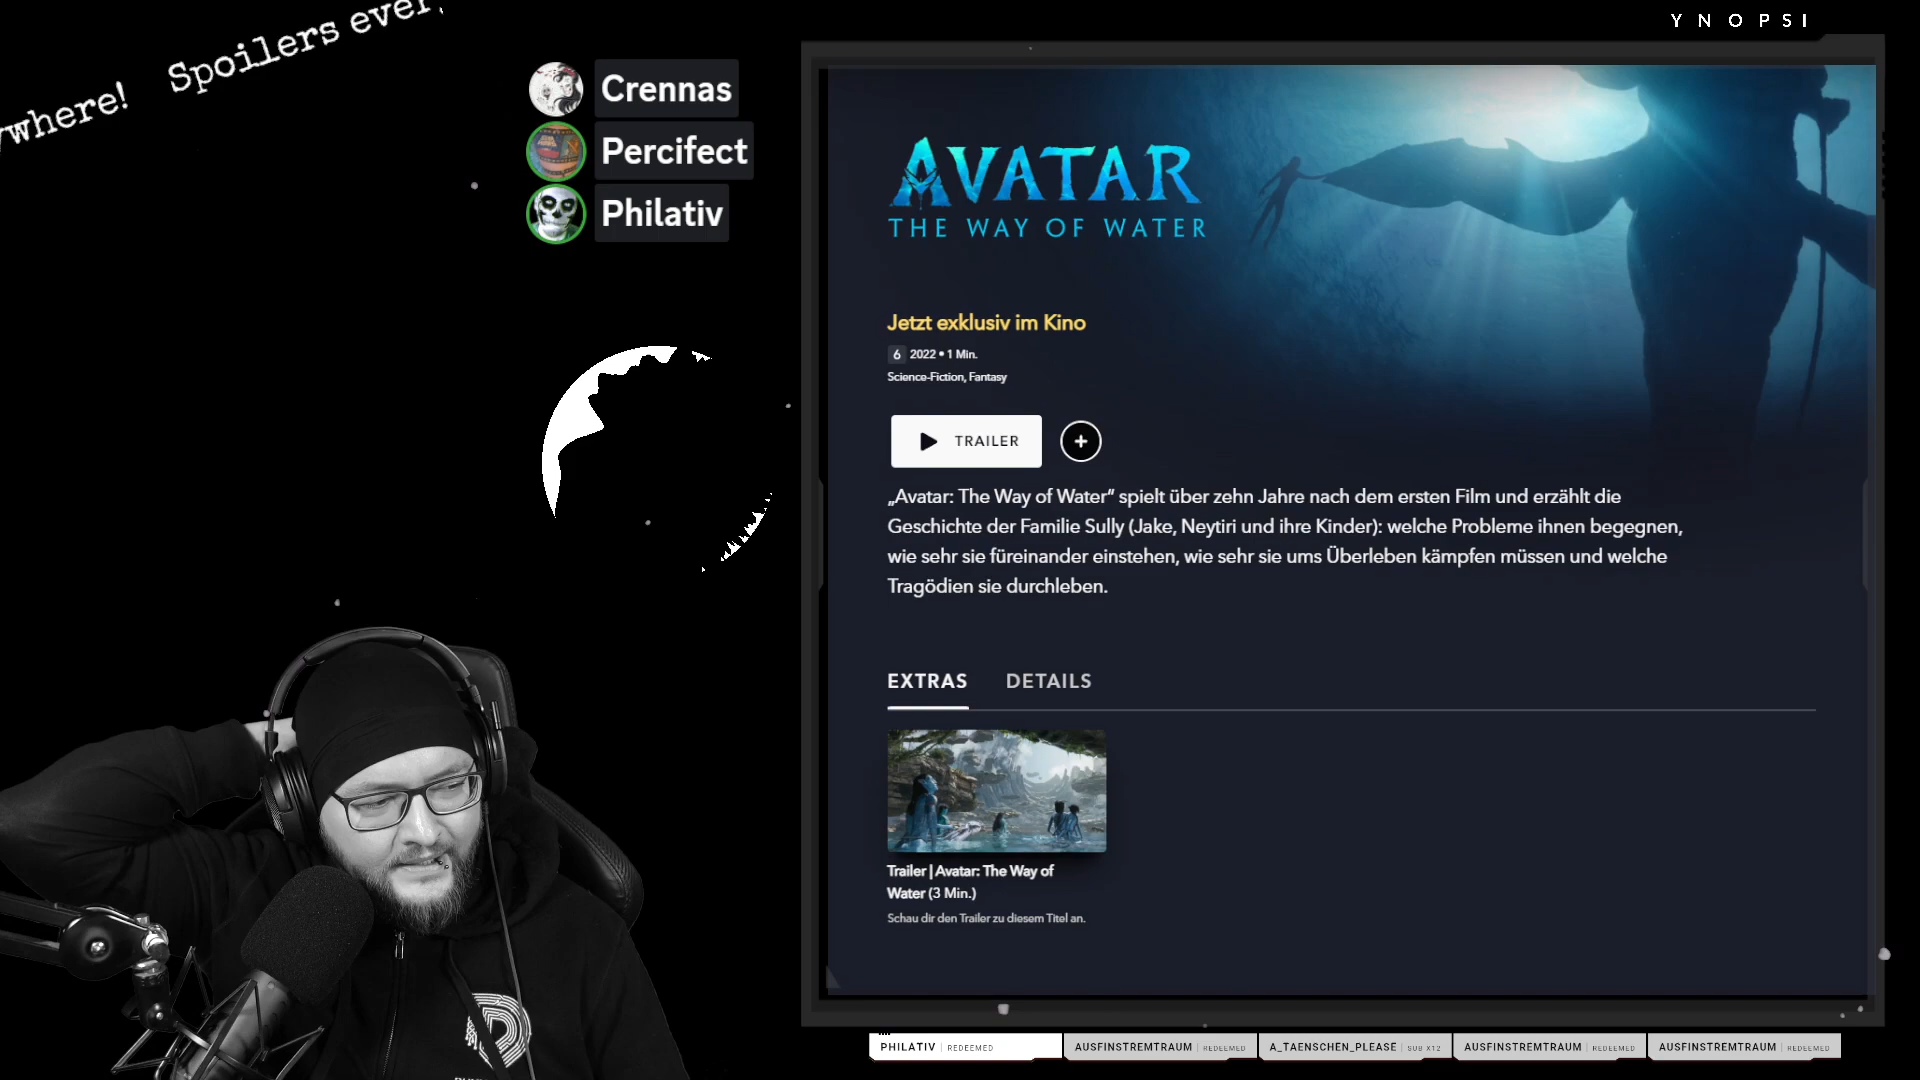 YNOPSI
ywhere! Spoilers ever
Crennas
Percifect
Philativ
AVATAR
THE WAY OF WATER
Jetzt exklusiv im Kino
6 2022 • 1 Min.
Science-Fiction, Fantasy
TRAILER
„Avatar: The Way of Water“ spielt über zehn Jahre nach dem ersten Film und erzählt die
Geschichte der Familie Sully (Jake, Neytiri und ihre Kinder): welche Probleme ihnen begegnen,
wie sehr sie füreinander einstehen, wie sehr sie ums Überleben kämpfen müssen und welche
Tragödien sie durchleben.
EXTRAS DETAILS
Trailer | Avatar: The Way of
Water (3 Min.)
Schau dir den Trailer zu diesem Titel an.
PHILATIV | REDEEMED AUSFINSTREMTRAUM | REDEEMED A_TAENSCHEN_PLEASE | SUB X12 AUSFINSTREMTRAUM | REDEEMED AUSFINSTREMTRAUM | REDEEMED